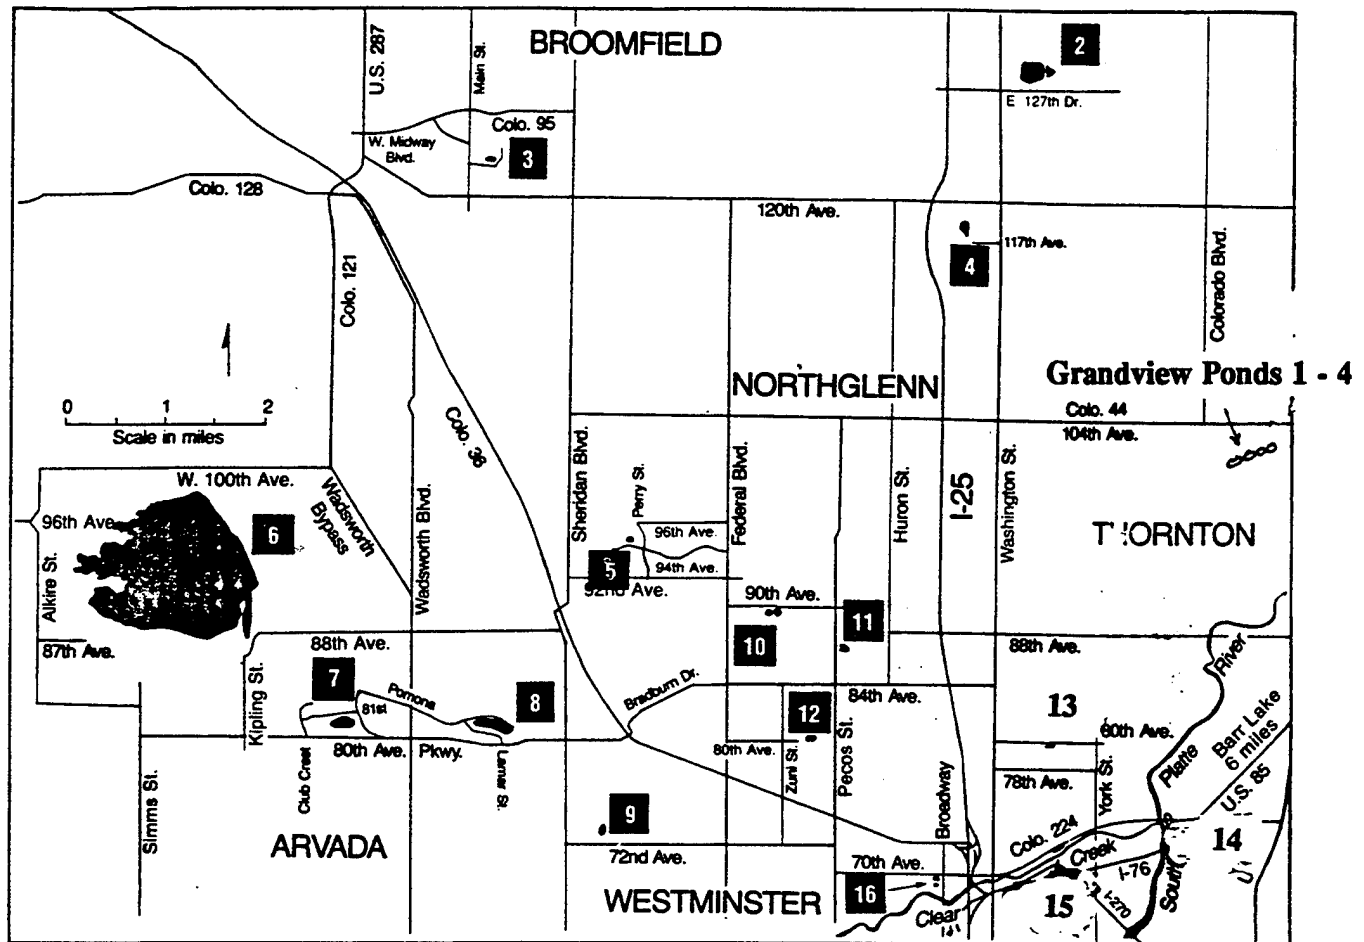 BROOMFIELD
2
U.S. 287
Main St.
E 127th Dr.
Colo. 95
W. Midway
Blvd.
3
Colo. 128
120th Ave.
117th Ave.
4
Colo. 121
Colorado Blvd.
NORTHGLENN
Grandview Ponds 1 - 4
Colo. 44
104th Ave.
0 1 2
Scale in miles
Colo. 36
Sheridan Blvd.
Perry St.
Federal Blvd.
Huron St.
I-25
Washington St.
W. 100th Ave.
Wadsworth
Bypass
Wadsworth Blvd.
96th Ave.
6
96th Ave.
THORNTON
94th Ave.
5
92nd Ave.
Alkire St.
90th Ave.
11
10
87th Ave.
88th Ave.
88th Ave.
River
Kipling St.
7
Pomona
81st
8
Bradburn Dr.
84th Ave.
12
13
Barr Lake
6 miles
80th Ave. Pkwy.
80th Ave.
60th Ave.
Platte
U.S. 85
Club Crest
Lamar St.
Zuni St.
Pecos St.
78th Ave.
York St.
Simms St.
9
Broadway
ARVADA
72nd Ave.
70th Ave.
Colo. 224
Creek
I-76
14
WESTMINSTER
16
Clear
15
I-270
South